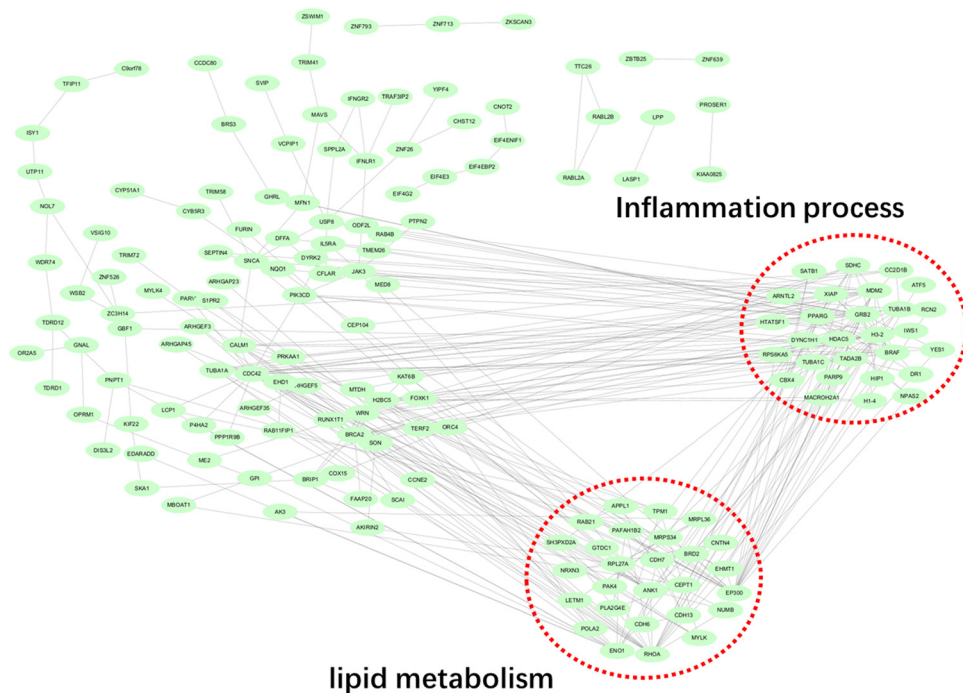 ZSWIM1
ZNF793
ZNF713
ZKSCAN3
C9orf78
TFIP11
CCDC80
TRIM41
SVIP
ZBTB25
ZNF639
TTC26
IFNGR2
TRAF3IP2
YIPF4
MAVS
CNOT2
CHST12
PROSER1
ISY1
BRS3
RABL2B
LPP
VCPIP1
SPPL2A
ZNF26
EIF4ENIF1
IFNLR1
EIF4EBP2
UTP11
EIF4E3
RABL2A
LASP1
KIAA0825
CYP51A1
TRIM58
GHRL
EIF4G2
MFN1
NOL7
CYB5R3
Inflammation process
USP8
ODF2L
PTPN2
FURIN
RAB4B
VSIG10
DFFA
IL5RA
TMEM26
SEPTIN4
SNCA
DYRK2
WDR74
TRIM72
NQO1
CFLAR
JAK3
ZNF526
ARHGAP23
MED8
WSB2
MYLK4
S1PR2
PIK3CD
ZC3H14
TDRD12
GBF1
ARHGEF3
CEP104
OR2A5
GNAL
ARHGAP45
CALM1
PRKAA1
TUBA1A
CDC42
PNPT1
EHD1
TDRD1
KAT6B
MTDH
H2BC5
FOXK1
OPRM1
LCP1
ARHGEF35
WRN
RUNX1T1
KIF22
P4HA2
PPP1R9B
RAB11FIP1
BRCA2
TERF2
ORC4
DIS3L2
EDARADD
SON
ME2
SKA1
GPI
BRIP1
COX15
CCNE2
MBOAT1
AK3
FAAP20
SCAI
AKIRIN2
SATB1
SDHC
CC2D1B
ATF5
ARNTL2
XIAP
MDM2
TUBA1B
RCN2
HTATSF1
PPARG
GRB2
IWS1
DYNC1H1
HDAC5
H3-2
YES1
RPS6KA5
TUBA1C
TADA2B
BRAF
CBX4
PARP9
HIP1
DR1
MACROH2A1
H1-4
NPAS2
APPL1
TPM1
RAB21
MRPL36
PAFAH1B2
SH3PXD2A
MRPS34
CNTN4
GTDC1
BRD2
NRXN3
RPL27A
CDH7
EHMT1
PAK4
ANK1
CEPT1
EP300
LETM1
PLA2G4E
CDH13
NUMB
POLA2
CDH6
MYLK
ENO1
RHOA
lipid metabolism